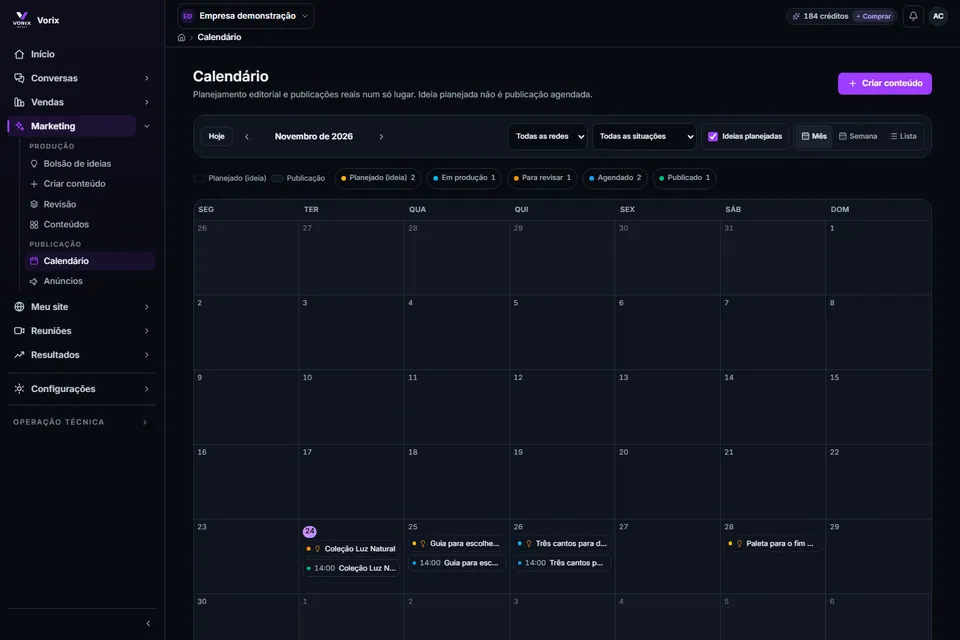 VORIX
Vorix
Início
Conversas
Vendas
Marketing
PRODUÇÃO
Bolsão de ideias
Criar conteúdo
Revisão
Conteúdos
PUBLICAÇÃO
Calendário
Anúncios
Meu site
Reuniões
Resultados
Configurações
OPERAÇÃO TÉCNICA
ED Empresa demonstração
184 créditos + Comprar
AC
Calendário
Calendário
Planejamento editorial e publicações reais num só lugar. Ideia planejada não é publicação agendada.
+ Criar conteúdo
Hoje
Novembro de 2026
Todas as redes
Todas as situações
Ideias planejadas
Mês
Semana
Lista
Planejado (ideia)
Publicação
Planejado (ideia) 2
Em produção 1
Para revisar 1
Agendado 2
Publicado 1
SEG TER QUA QUI SEX SÁB DOM
26 27 28 29 30 31 1
2 3 4 5 6 7 8
9 10 11 12 13 14 15
16 17 18 19 20 21 22
23 24 25 26 27 28 29
Coleção Luz Natural
14:00 Coleção Luz N...
Guia para escolhe...
14:00 Guia para esc...
Três cantos para d...
14:00 Três cantos p...
Paleta para o fim ...
30 1 2 3 4 5 6